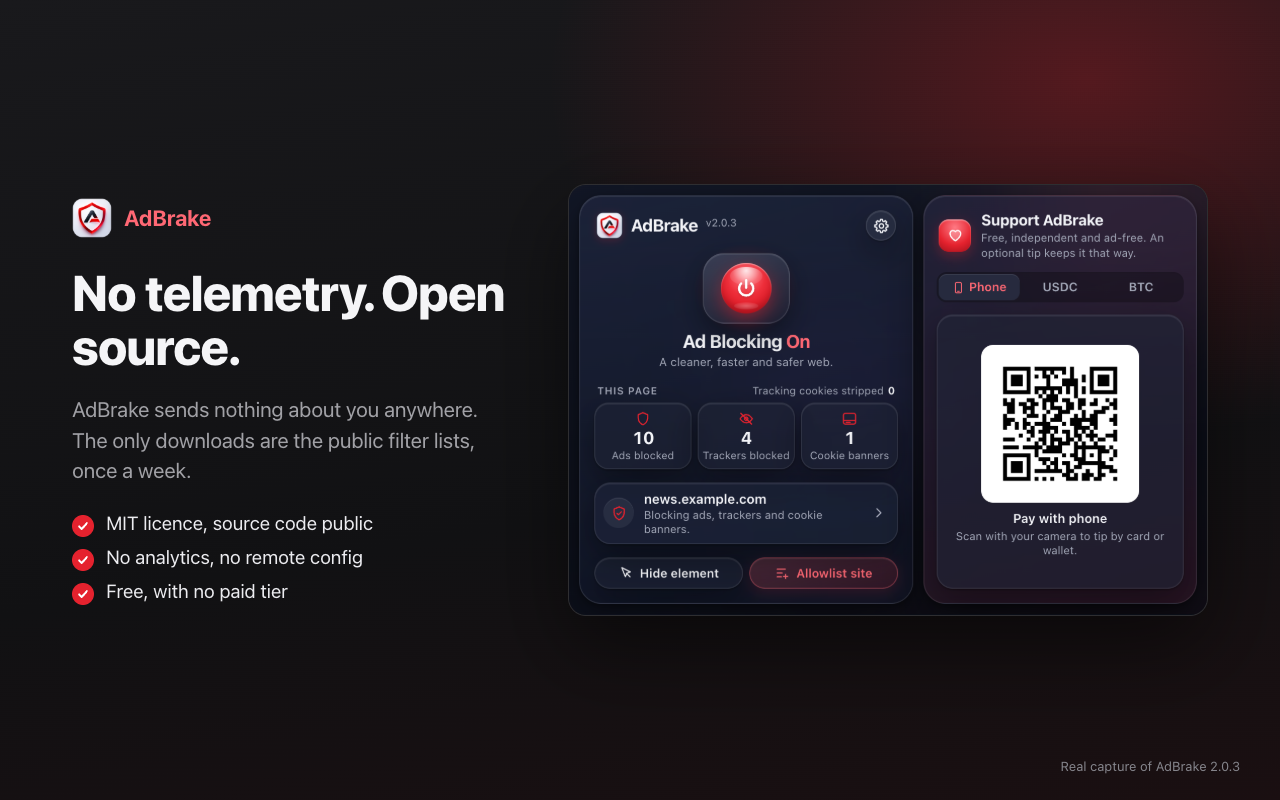 AdBrake
No telemetry. Open
source.
AdBrake sends nothing about you anywhere.
The only downloads are the public filter lists,
once a week.
MIT licence, source code public
No analytics, no remote config
Free, with no paid tier
AdBrake v2.0.3
Ad Blocking On
A cleaner, faster and safer web.
THIS PAGE
Tracking cookies stripped 0
10
Ads blocked
4
Trackers blocked
1
Cookie banners
news.example.com
Blocking ads, trackers and cookie
banners.
Hide element
Allowlist site
Support AdBrake
Free, independent and ad-free. An
optional tip keeps it that way.
Phone
USDC
BTC
Pay with phone
Scan with your camera to tip by card or
wallet.
Real capture of AdBrake 2.0.3